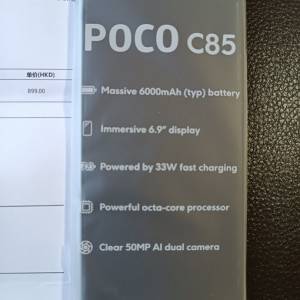 单价(HKD)
899.00
POCO C85
Massive 6000mAh (typ) battery
Immersive 6.9" display
Powered by 33W fast charging
Powerful octa-core processor
Clear 50MP AI dual camera